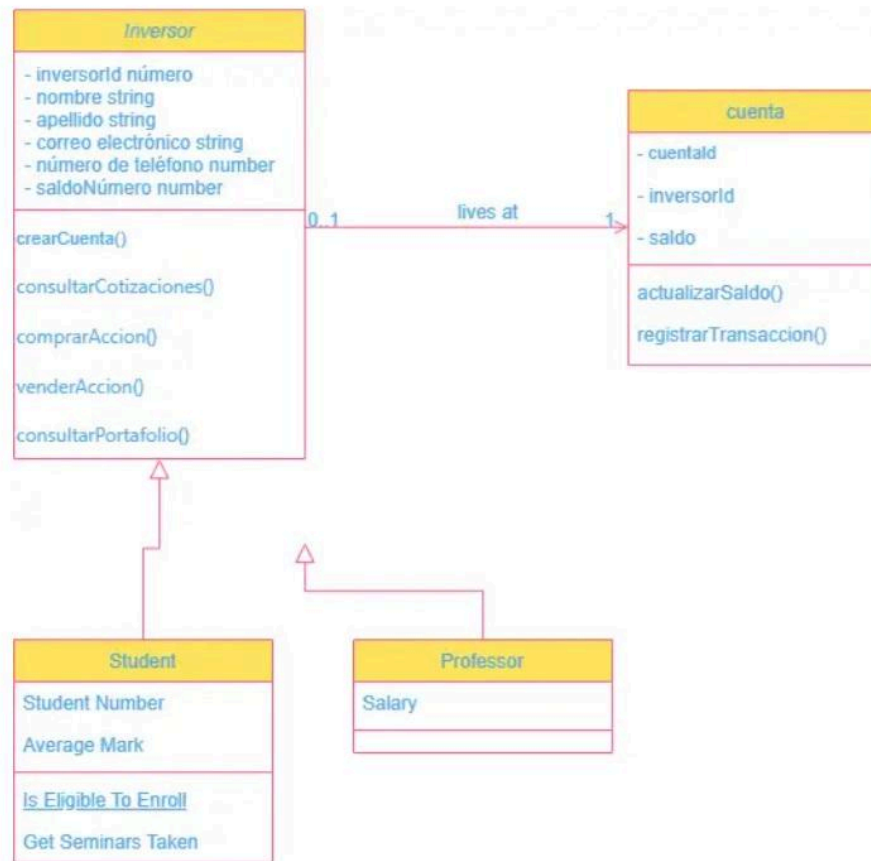 Inversor
- inversorId número
- nombre string
- apellido string
- correo electrónico string
- número de teléfono number
- saldoNúmero number
crearCuenta()
consultarCotizaciones()
comprarAccion()
venderAccion()
consultarPortafolio()
0..1
lives at
1
cuenta
- cuentaId
- inversorId
- saldo
actualizarSaldo()
registrarTransaccion()
Student
Student Number
Average Mark
Is Eligible To Enroll
Get Seminars Taken
Professor
Salary